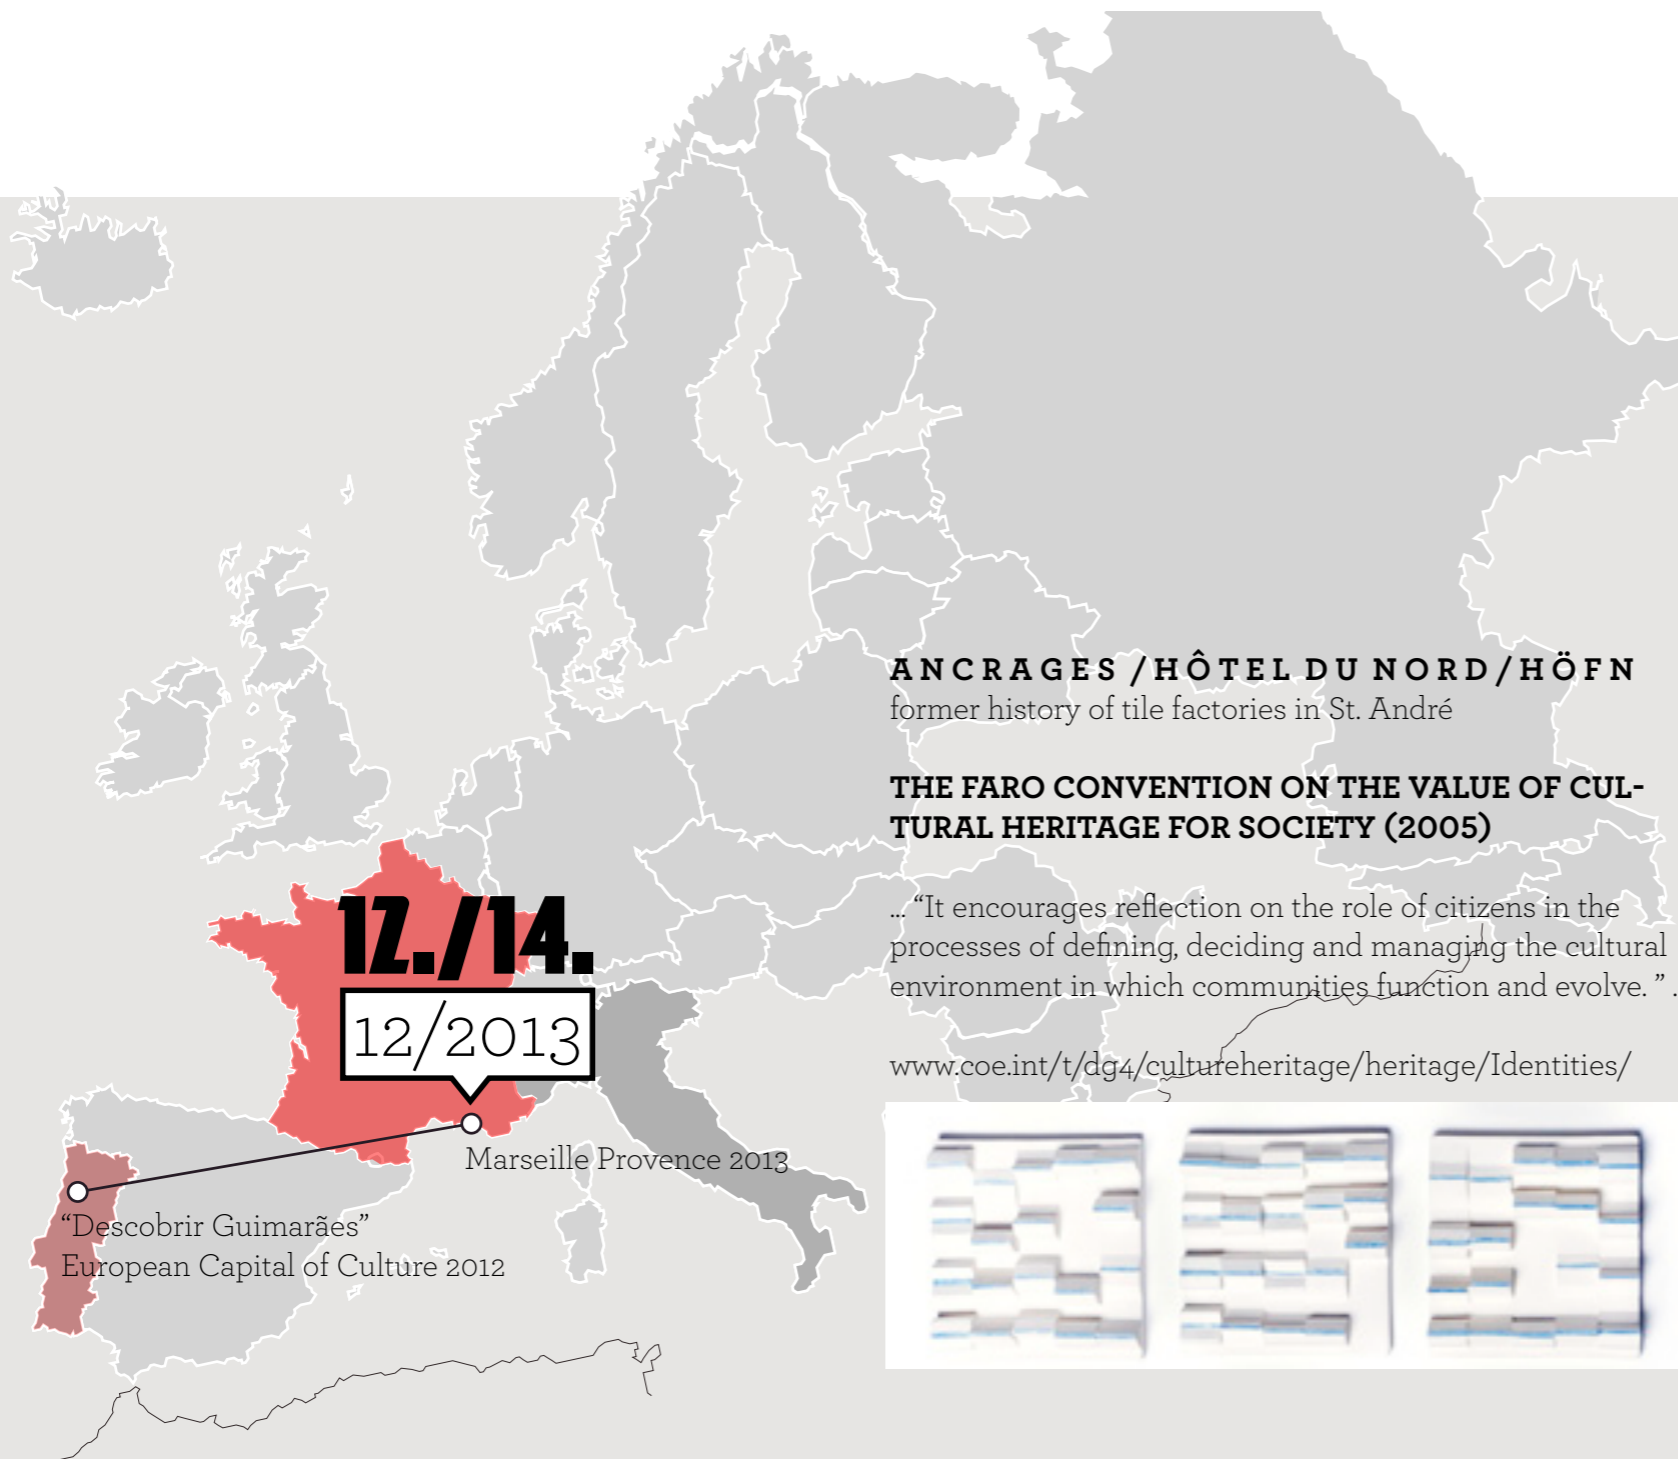 ANCRAGES /HÔTEL DU NORD/HÖFN
former history of tile factories in St. André
THE FARO CONVENTION ON THE VALUE OF CUL-
TURAL HERITAGE FOR SOCIETY (2005)
... “It encourages reflection on the role of citizens in the
processes of defining, deciding and managing the cultural
environment in which communities function and evolve. ” .
www.coe.int/t/dg4/cultureheritage/heritage/Identities/
12./14.
12/2013
Marseille Provence 2013
“Descobrir Guimarães”
European Capital of Culture 2012